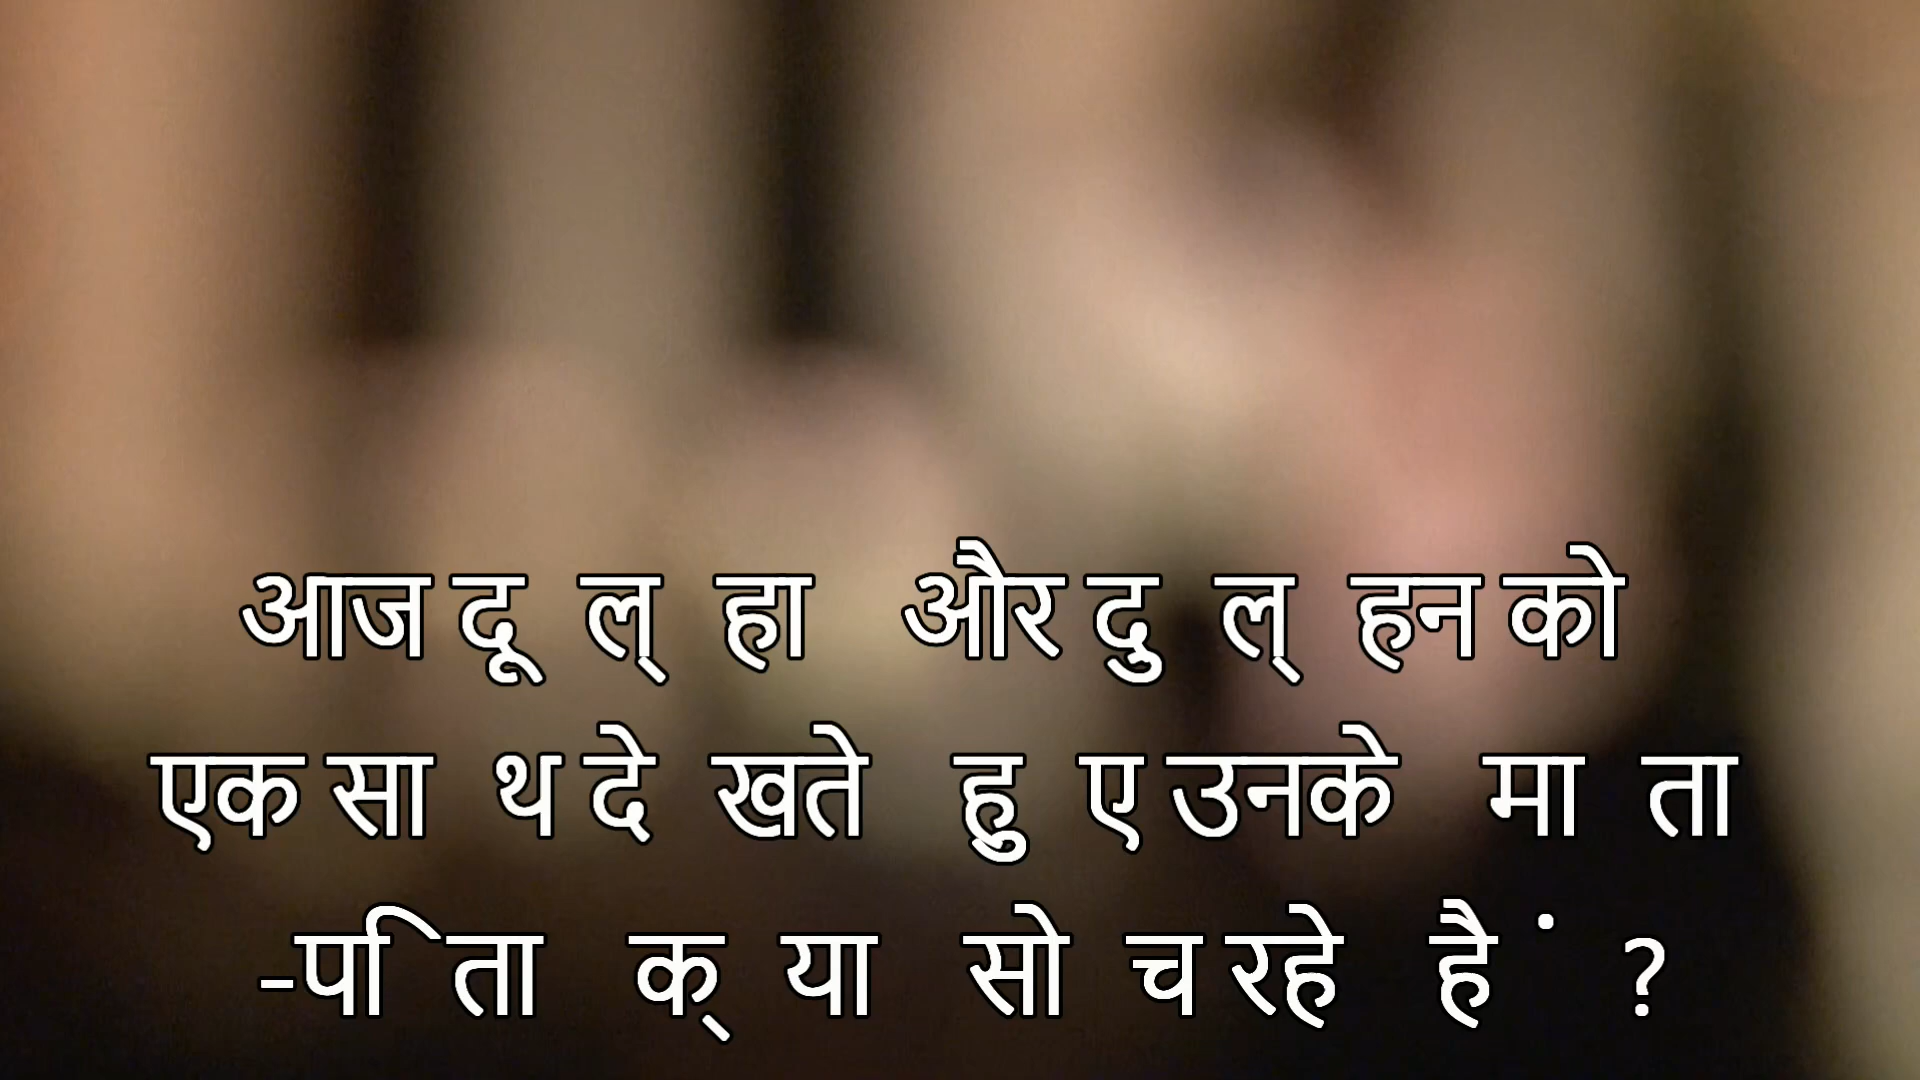 आज दूल्हा और दुल्हन को
एक साथ देखते हुए उनके माता
-पिता क्या सोच रहे हैं ?